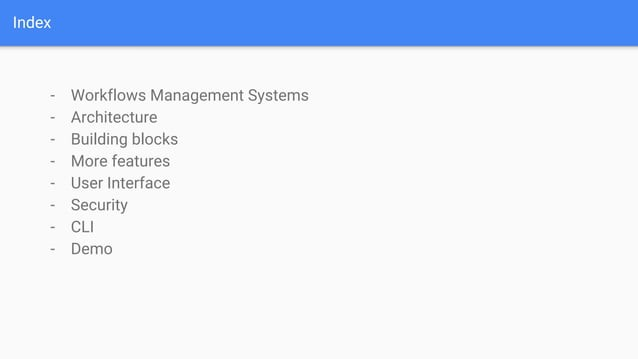 Index
- Workflows Management Systems
- Architecture
- Building blocks
- More features
- User Interface
- Security
- CLI
- Demo